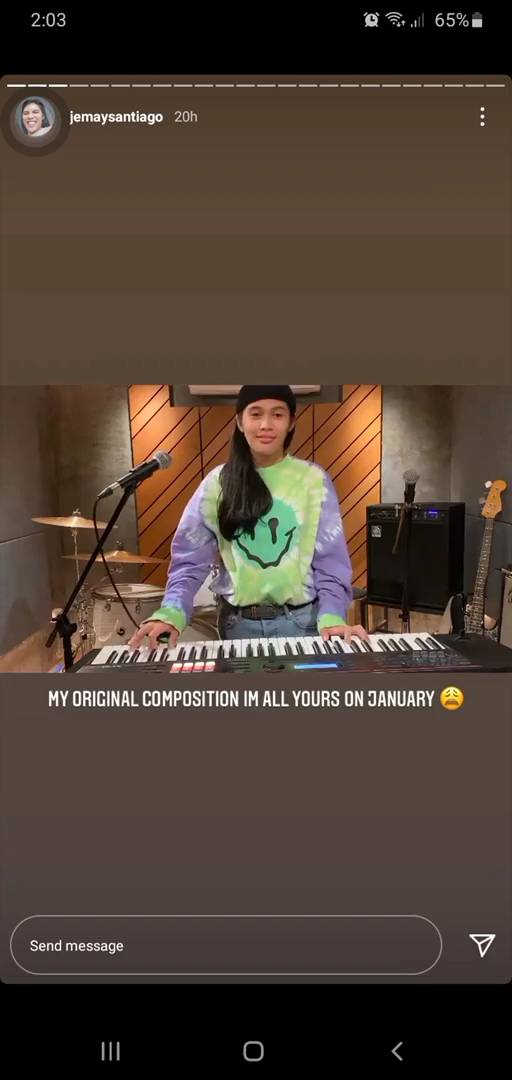 2:03
65%
jemaysantiago 20h
MY ORIGINAL COMPOSITION IM ALL YOURS ON JANUARY 😩
Send message